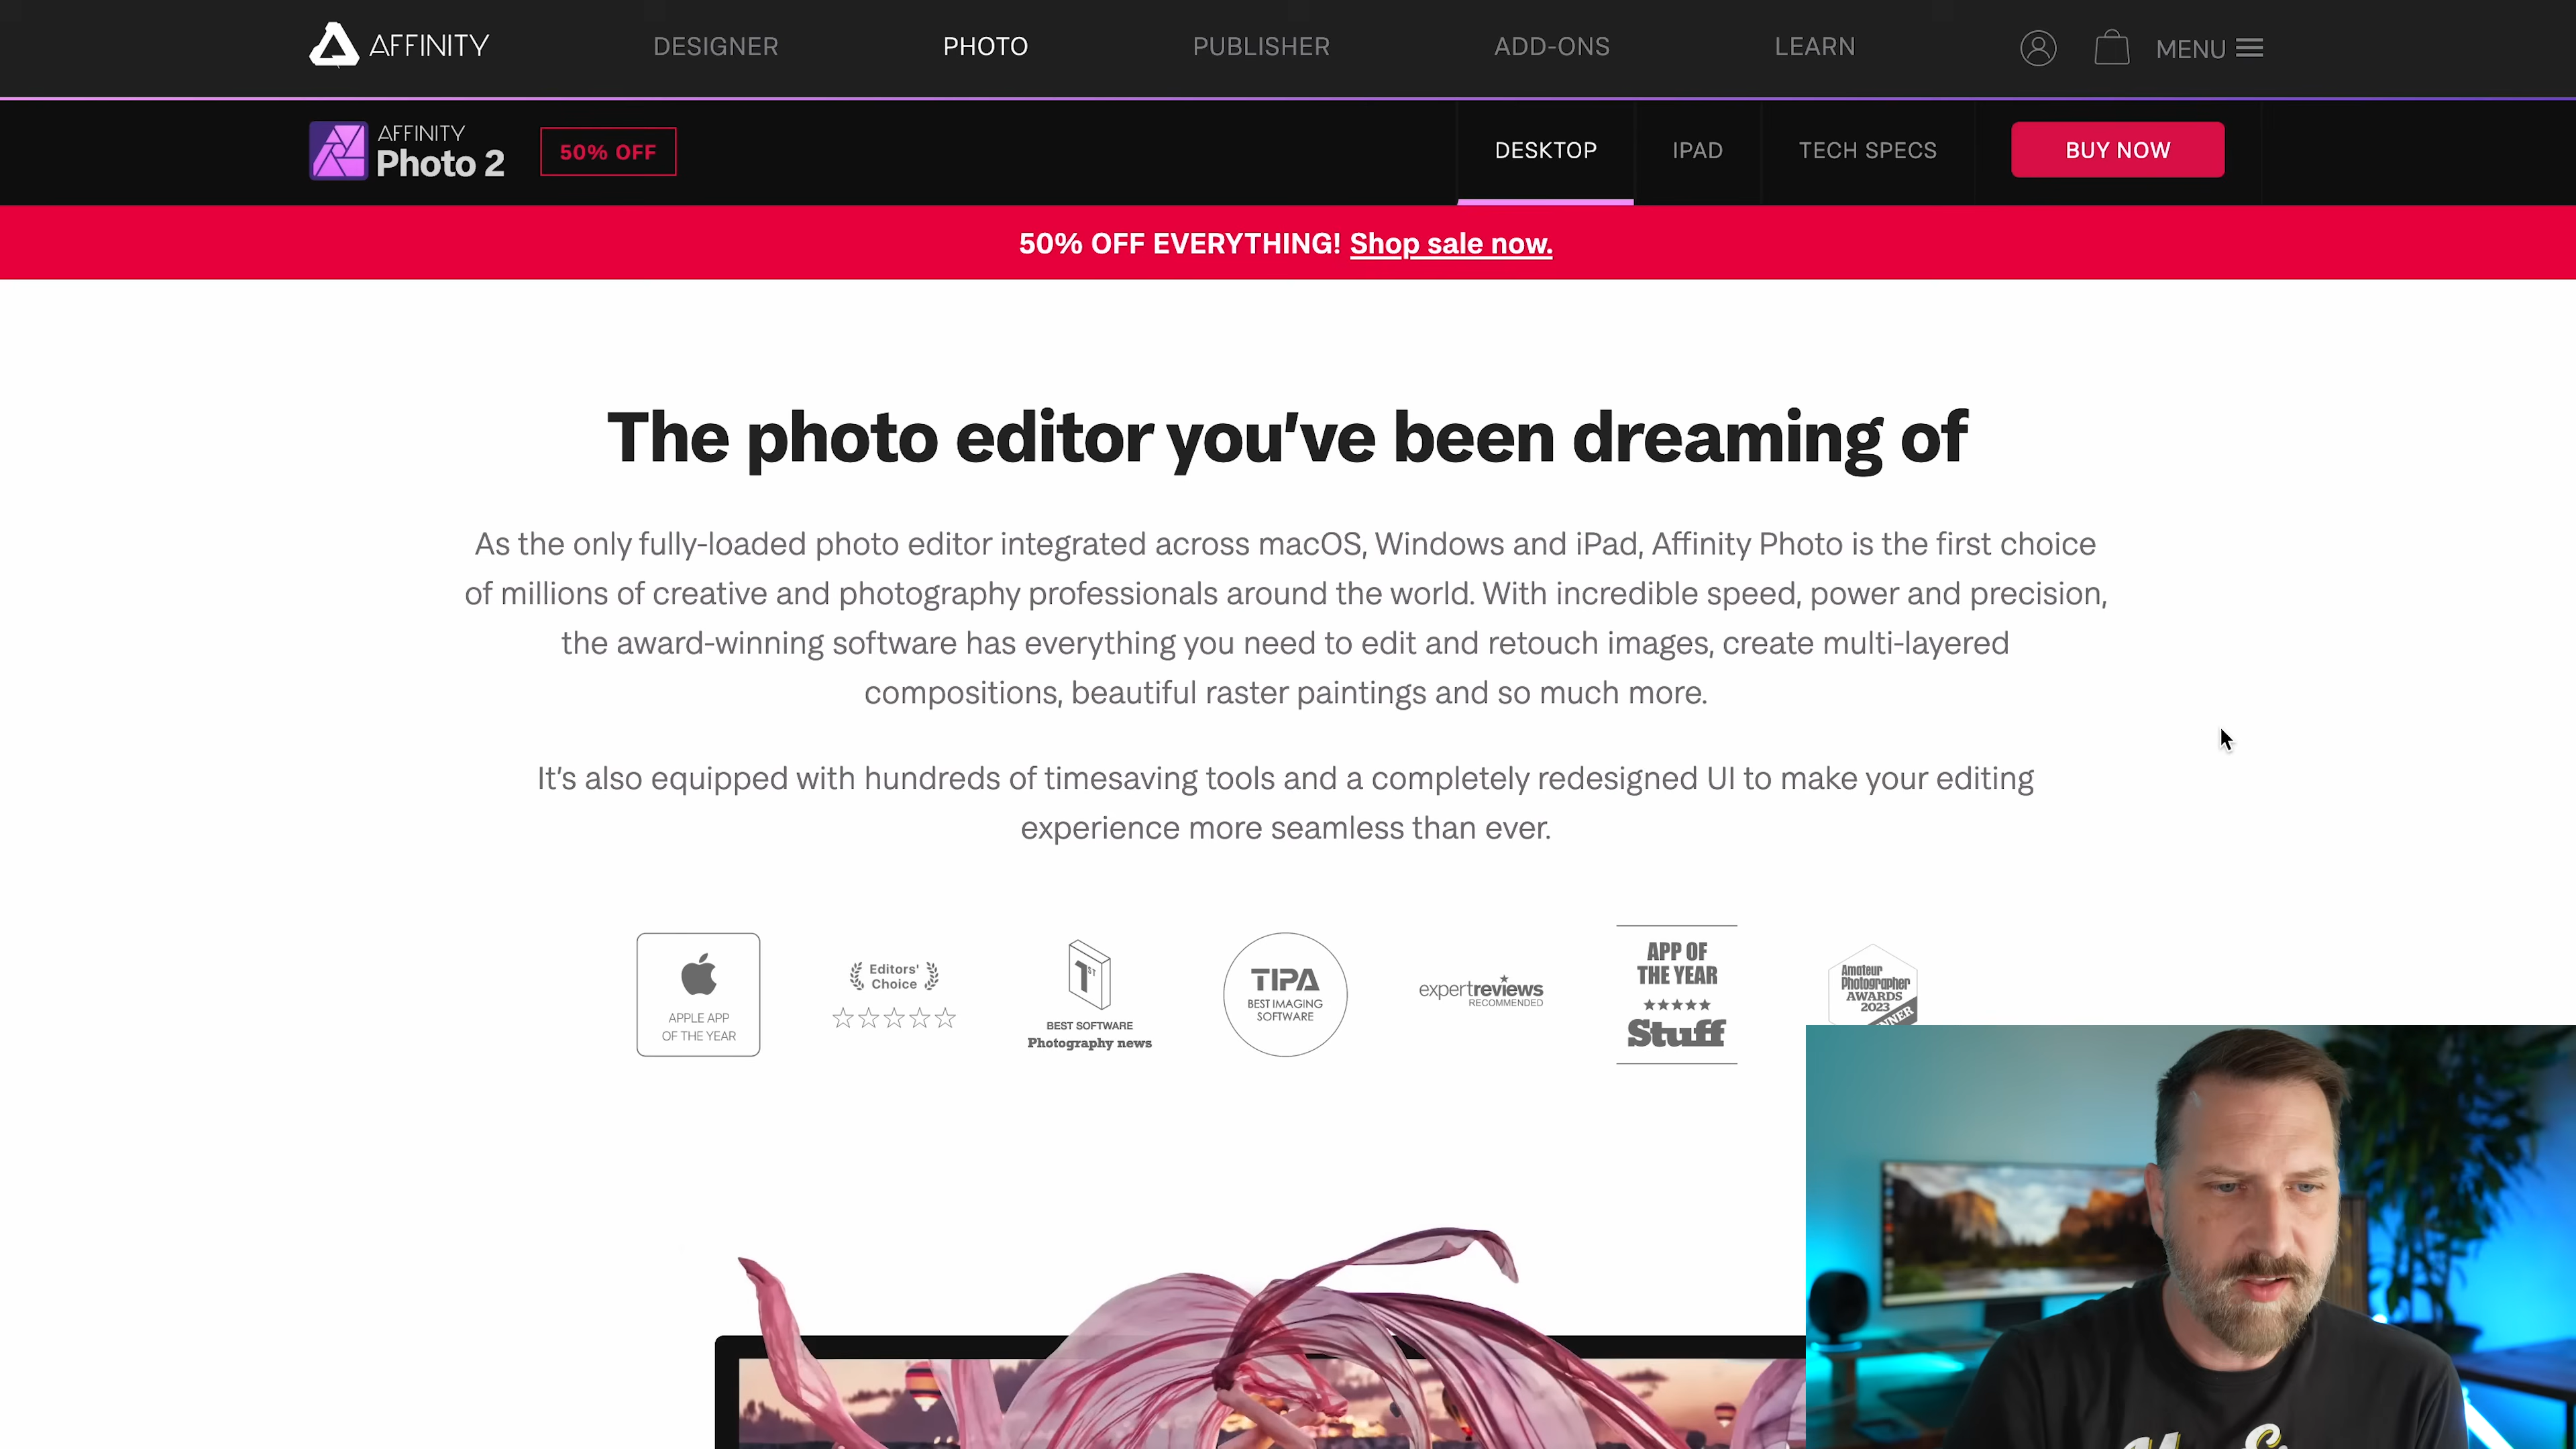 AFFINITY
DESIGNER
PHOTO
PUBLISHER
ADD-ONS
LEARN
MENU
AFFINITY
Photo 2
50% OFF
DESKTOP
IPAD
TECH SPECS
BUY NOW
50% OFF EVERYTHING! Shop sale now.
The photo editor you've been dreaming of
As the only fully-loaded photo editor integrated across macOS, Windows and iPad, Affinity Photo is the first choice
of millions of creative and photography professionals around the world. With incredible speed, power and precision,
the award-winning software has everything you need to edit and retouch images, create multi-layered
compositions, beautiful raster paintings and so much more.
It's also equipped with hundreds of timesaving tools and a completely redesigned UI to make your editing
experience more seamless than ever.
APPLE APP
OF THE YEAR
Editors'
Choice
1ST
BEST SOFTWARE
Photography news
TIPA
BEST IMAGING
SOFTWARE
expertreviews
RECOMMENDED
APP OF
THE YEAR
Stuff
Amateur
Photographer
AWARDS
2023